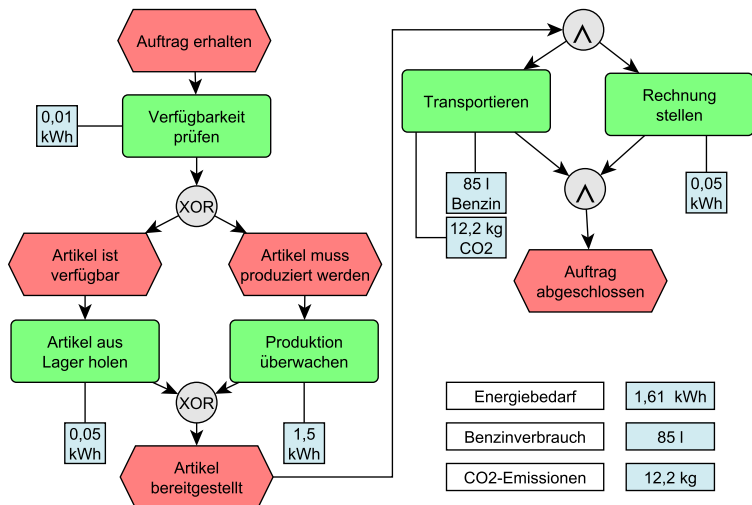 Auftrag erhalten
0,01
kWh
Verfügbarkeit
prüfen
XOR
Artikel ist
verfügbar
Artikel muss
produziert werden
Artikel aus
Lager holen
Produktion
überwachen
XOR
0,05
kWh
1,5
kWh
Artikel
bereitgestellt
∧
Transportieren
Rechnung
stellen
85 l
Benzin
12,2 kg
CO2
∧
0,05
kWh
Auftrag
abgeschlossen
Energiebedarf 1,61 kWh
Benzinverbrauch 85 l
CO2-Emissionen 12,2 kg